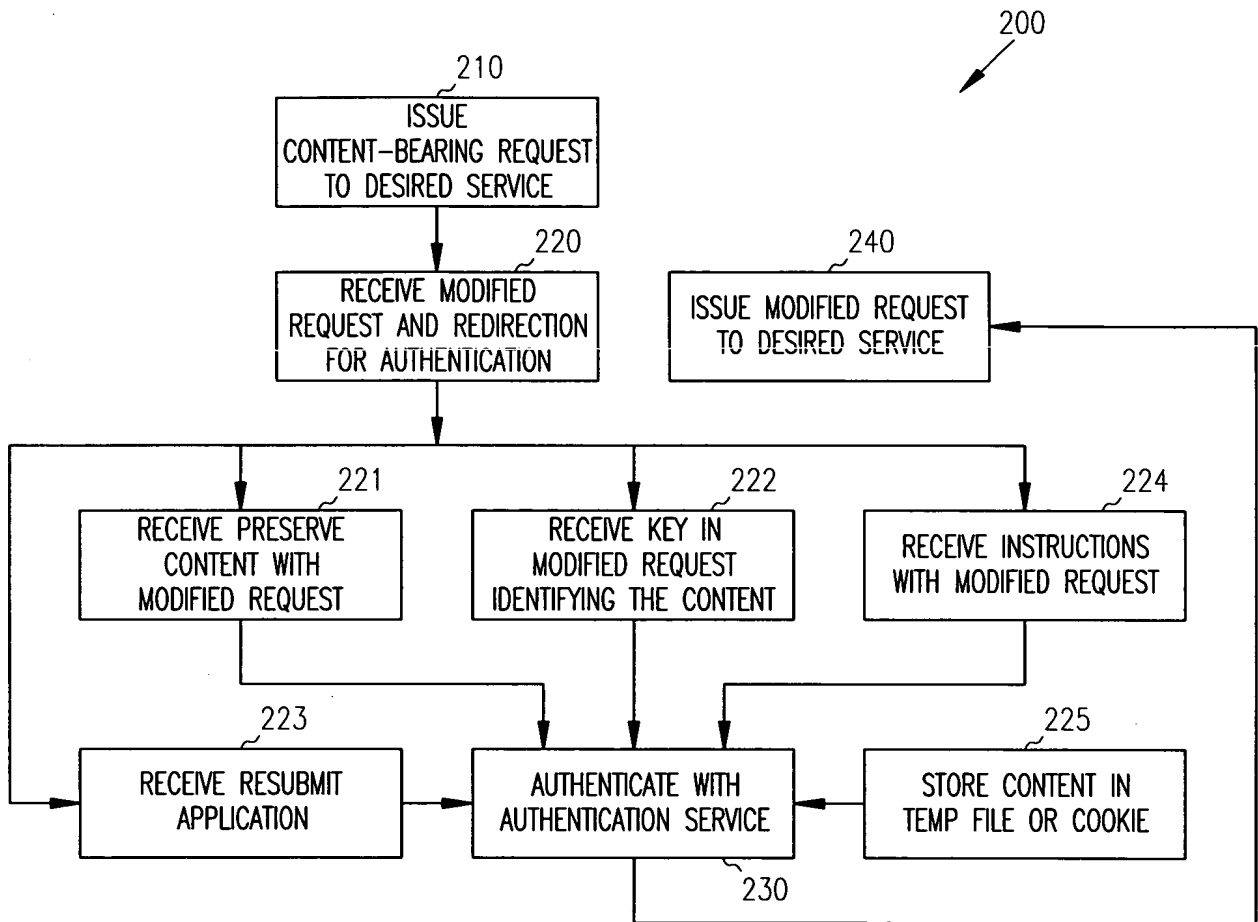 200
210
ISSUE
CONTENT-BEARING REQUEST
TO DESIRED SERVICE
220
RECEIVE MODIFIED
REQUEST AND REDIRECTION
FOR AUTHENTICATION
240
ISSUE MODIFIED REQUEST
TO DESIRED SERVICE
221
RECEIVE PRESERVE
CONTENT WITH
MODIFIED REQUEST
222
RECEIVE KEY IN
MODIFIED REQUEST
IDENTIFYING THE CONTENT
224
RECEIVE INSTRUCTIONS
WITH MODIFIED REQUEST
223
RECEIVE RESUBMIT
APPLICATION
AUTHENTICATE WITH
AUTHENTICATION SERVICE
230
225
STORE CONTENT IN
TEMP FILE OR COOKIE